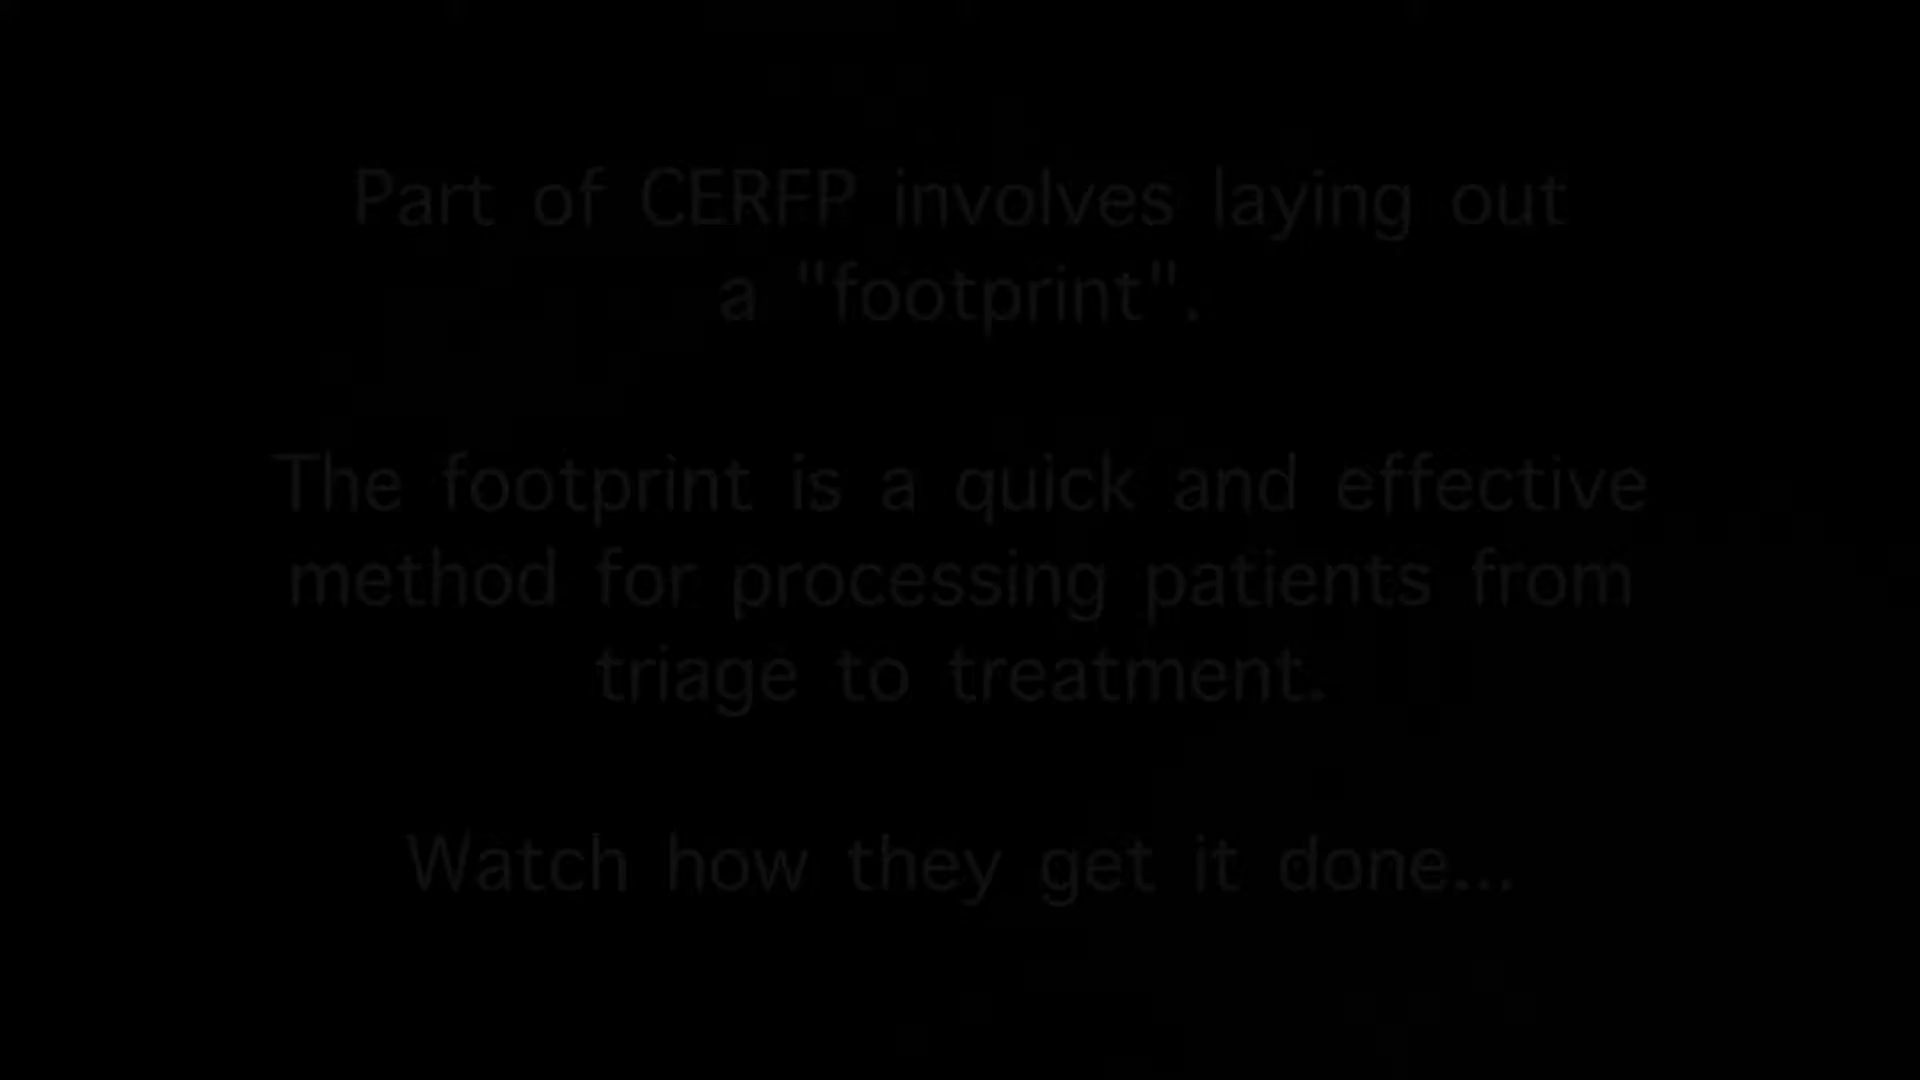 Part of CERFP involves laying out
a "footprint".
The footprint is a quick and effective
method for processing patients from
triage to treatment.
Watch how they get it done...